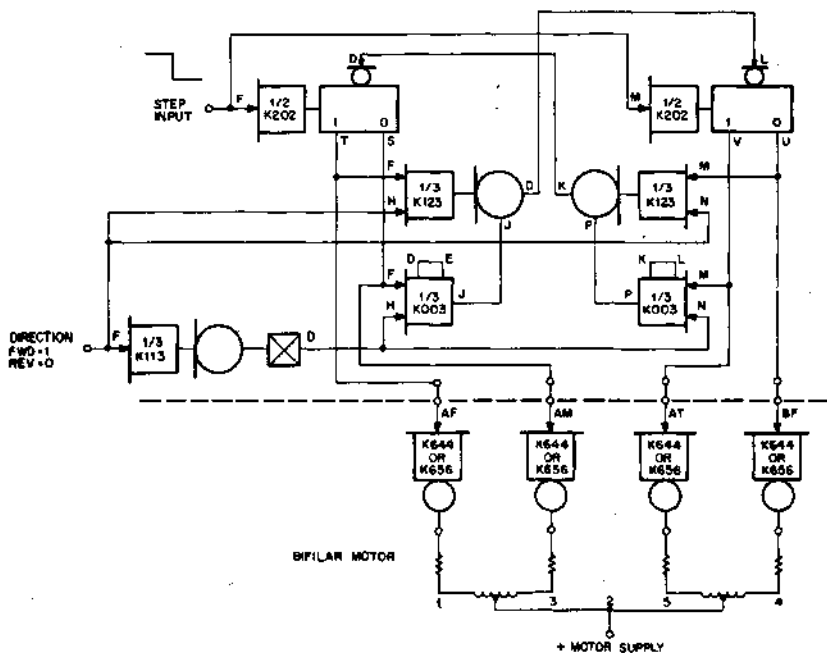 D
L
STEP
INPUT
F
1/2
K202
1 0
T S
M
1/2
K202
1 0
V U
F
H
1/3
K123
D
J
K
P
1/3
K123
M
N
D E
F
H
1/3
K003
J
K L
P
1/3
K003
M
N
DIRECTION
FWD=1
REV=0
F
1/3
K113
D
AF
AM
AT
BF
K644
OR
K656
K644
OR
K656
K644
OR
K656
K644
OR
K656
BIFILAR MOTOR
1 3 2 5 4
+ MOTOR SUPPLY